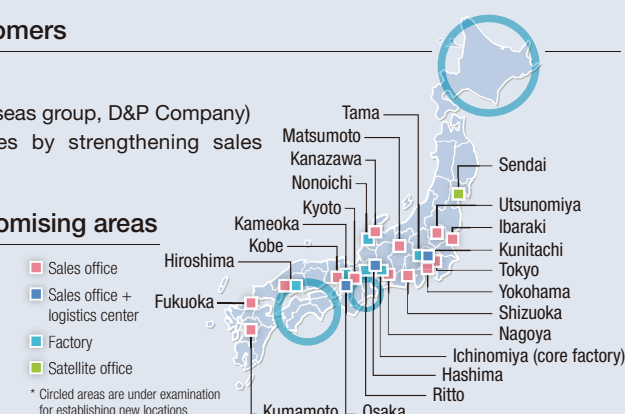 omers
seas group, D&P Company)
es by strengthening sales
omising areas
Sales office
Sales office +
logistics center
Factory
Satellite office
* Circled areas are under examination
for establishing new locations
Tama
Matsumoto
Kanazawa
Nonoichi
Kyoto
Kameoka
Kobe
Hiroshima
Fukuoka
Sendai
Utsunomiya
Ibaraki
Kunitachi
Tokyo
Yokohama
Shizuoka
Nagoya
Ichinomiya (core factory)
Hashima
Ritto
Kumamoto
Osaka